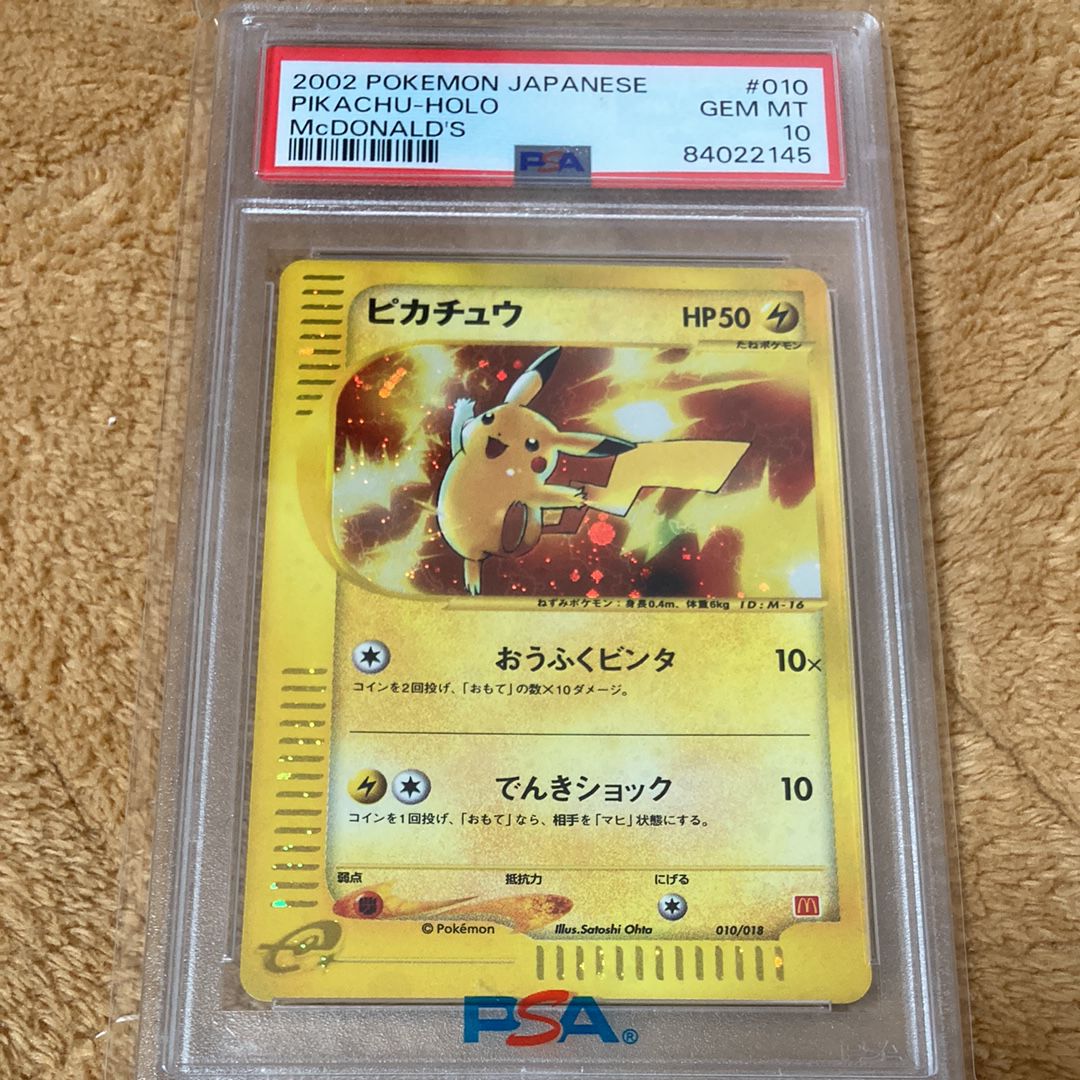 2002 POKEMON JAPANESE #010
PIKACHU-HOLO GEM MT
McDONALD'S 10
PSA 84022145
ピカチュウ HP50
たねポケモン
ねずみポケモン:身長0.4m、体重6kg ID:M-16
おうふくビンタ 10×
コインを2回投げ、「おもて」の数×10ダメージ。
でんきショック 10
コインを1回投げ、「おもて」なら、相手を「マヒ」状態にする。
弱点 抵抗力 にげる
©Pokémon Illus.Satoshi Ohta 010/018
e
PSA®
PSA